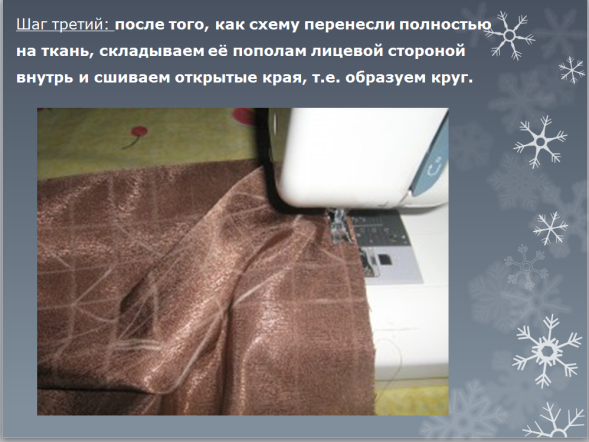 Шаг третий: после того, как схему перенесли полностью
на ткань, складываем её пополам лицевой стороной
внутрь и сшиваем открытые края, т.е. образуем круг.